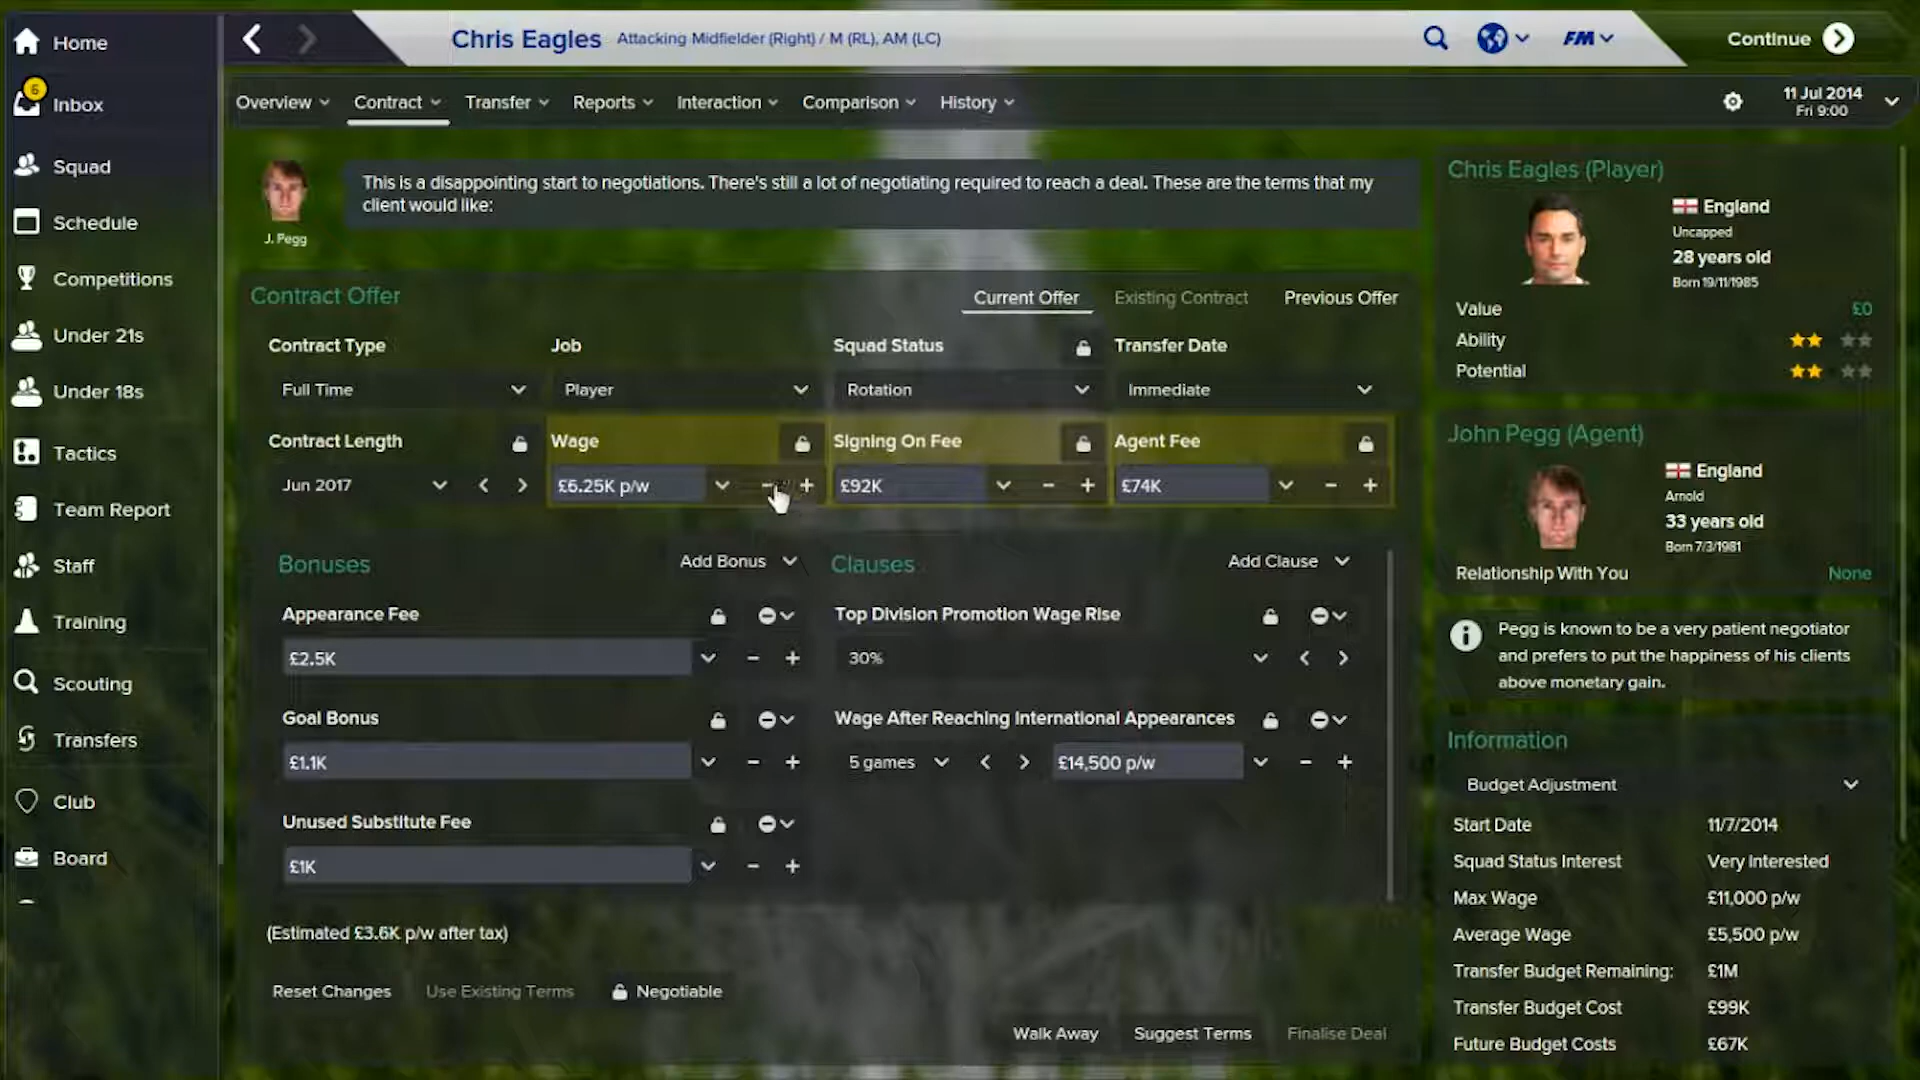 Home
6
Inbox
Squad
Schedule
Competitions
Under 21s
Under 18s
Tactics
Team Report
Staff
Training
Scouting
Transfers
Club
Board
Chris Eagles Attacking Midfielder (Right) / M (RL), AM (LC)
FM
Continue
Overview Contract Transfer Reports Interaction Comparison History
11 Jul 2014
Fri 9:00
J. Pegg
This is a disappointing start to negotiations. There's still a lot of negotiating required to reach a deal. These are the terms that my
client would like:
Contract Offer
Current Offer Existing Contract Previous Offer
Contract Type Job Squad Status Transfer Date
Full Time Player Rotation Immediate
Contract Length Wage Signing On Fee Agent Fee
Jun 2017 £6.25K p/w £92K £74K
Bonuses Add Bonus
Appearance Fee
£2.5K
Goal Bonus
£1.1K
Unused Substitute Fee
£1K
Clauses Add Clause
Top Division Promotion Wage Rise
30%
Wage After Reaching International Appearances
5 games £14,500 p/w
(Estimated £3.6K p/w after tax)
Reset Changes Use Existing Terms Negotiable
Walk Away Suggest Terms Finalise Deal
Chris Eagles (Player)
England
Uncapped
28 years old
Born 19/11/1985
Value £0
Ability
Potential
John Pegg (Agent)
England
Arnold
33 years old
Born 7/3/1981
Relationship With You None
Pegg is known to be a very patient negotiator
and prefers to put the happiness of his clients
above monetary gain.
Information
Budget Adjustment
Start Date 11/7/2014
Squad Status Interest Very Interested
Max Wage £11,000 p/w
Average Wage £5,500 p/w
Transfer Budget Remaining: £1M
Transfer Budget Cost £99K
Future Budget Costs £67K